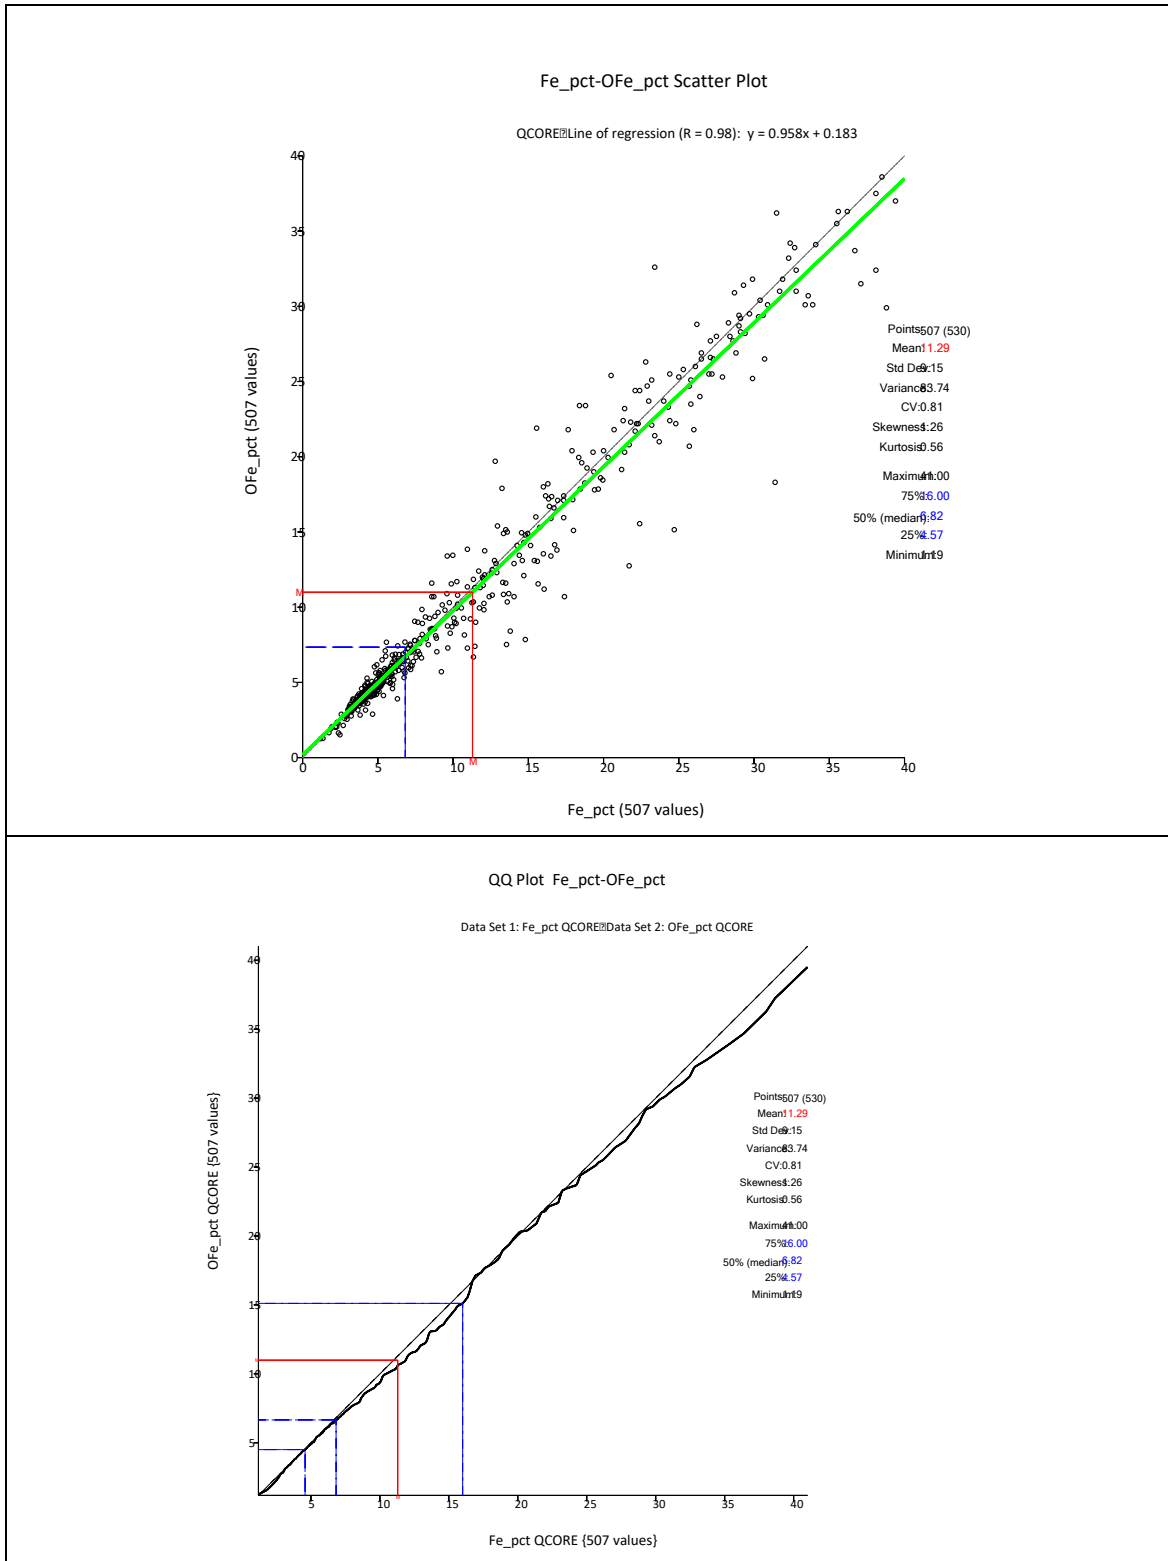 Fe_pct-OFe_pct Scatter Plot
QCORE⍰Line of regression (R = 0.98): y = 0.958x + 0.183
40
35
30
25
20
15
10
5
0
OFe_pct (507 values)
M
M
0 5 10 15 20 25 30 35 40
Fe_pct (507 values)
Points: 507 (530)
Mean: 11.29
Std Dev: 9.15
Variance: 83.74
CV: 0.81
Skewness: 1.26
Kurtosis: 0.56
Maximum: 41.00
75%: 16.00
50% (median): 6.82
25%: 4.57
Minimum: 1.19
QQ Plot Fe_pct-OFe_pct
Data Set 1: Fe_pct QCORE⍰Data Set 2: OFe_pct QCORE
40
35
30
25
20
15
10
5
OFe_pct QCORE {507 values}
5 10 15 20 25 30 35 40
Fe_pct QCORE {507 values}
Points: 507 (530)
Mean: 11.29
Std Dev: 9.15
Variance: 83.74
CV: 0.81
Skewness: 1.26
Kurtosis: 0.56
Maximum: 41.00
75%: 16.00
50% (median): 6.82
25%: 4.57
Minimum: 1.19